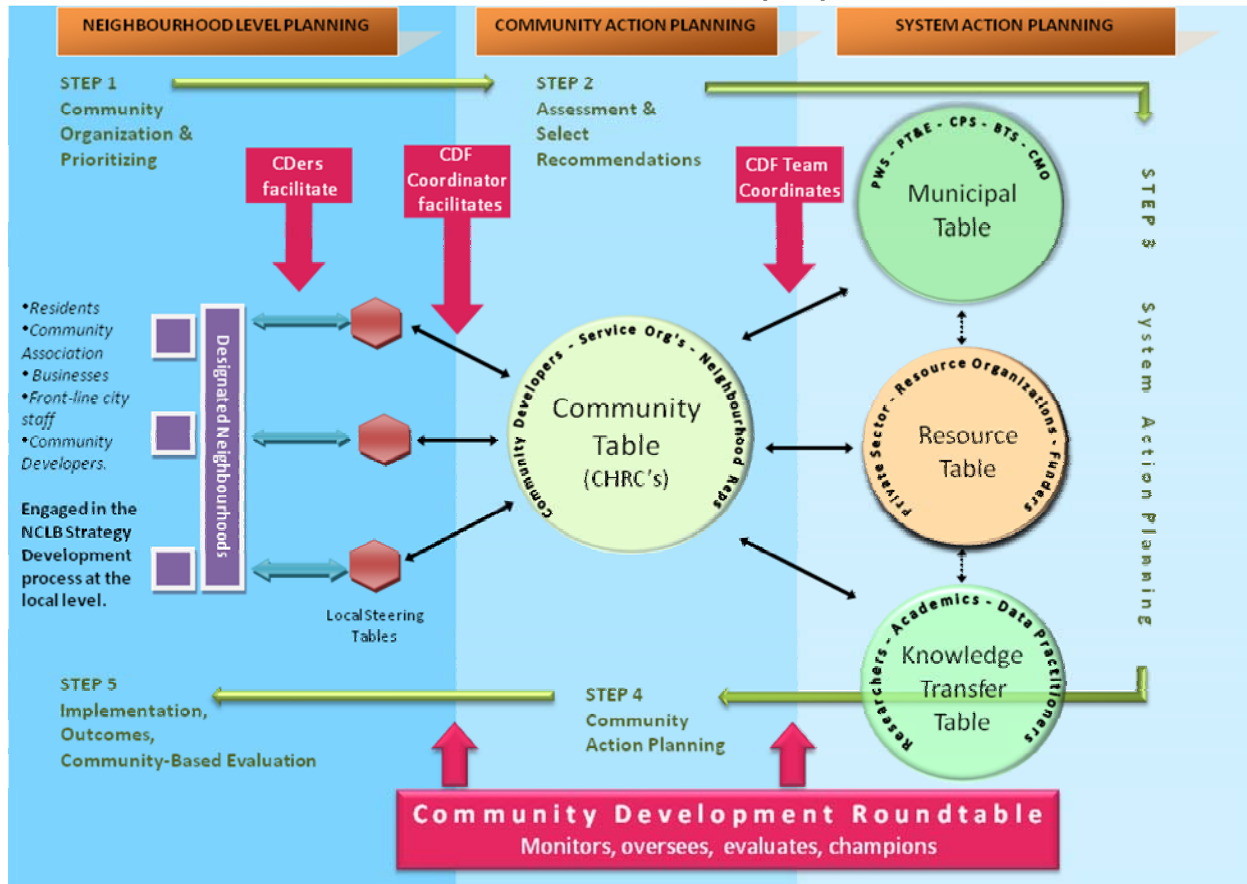 NEIGHBOURHOOD LEVEL PLANNING
COMMUNITY ACTION PLANNING
SYSTEM ACTION PLANNING
STEP 1
Community
Organization &
Prioritizing
STEP 2
Assessment &
Select
Recommendations
CDers
facilitate
CDF
Coordinator
facilitates
CDF Team
Coordinates
PWS - PT&E - CPS - BTS - CMO
Municipal
Table
STEP 3 System Action Planning
•Residents
•Community
Association
• Businesses
•Front-line city
staff
•Community
Developers.
Engaged in the
NCLB Strategy
Development
process at the
local level.
Designated Neighbourhoods
Local Steering
Tables
Community Developers - Service Org's - Neighbourhood Reps
Community
Table
(CHRC's)
Private Sector - Resource Organizations - Funders
Resource
Table
Researchers - Academics - Data Practitioners
Knowledge
Transfer
Table
STEP 5
Implementation,
Outcomes,
Community-Based Evaluation
STEP 4
Community
Action Planning
Community Development Roundtable
Monitors, oversees, evaluates, champions